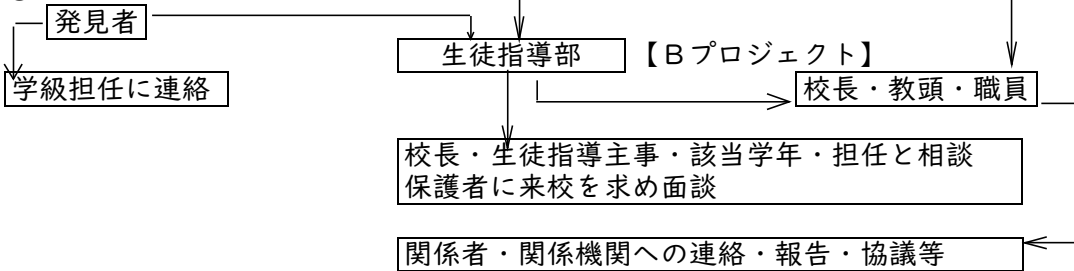 発見者
生徒指導部 【Bプロジェクト】
学級担任に連絡
校長・教頭・職員
校長・生徒指導主事・該当学年・担任と相談
保護者に来校を求め面談
関係者・関係機関への連絡・報告・協議等